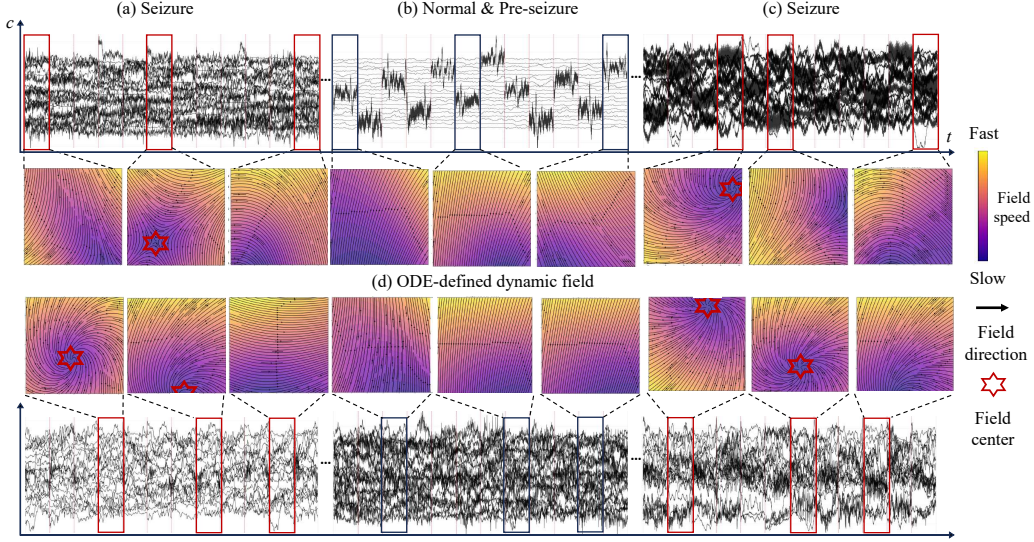 (a) Seizure
(b) Normal & Pre-seizure
(c) Seizure
c
...
...
t
Fast
Field
speed
Slow
(d) ODE-defined dynamic field
Field
direction
Field
center
...
...